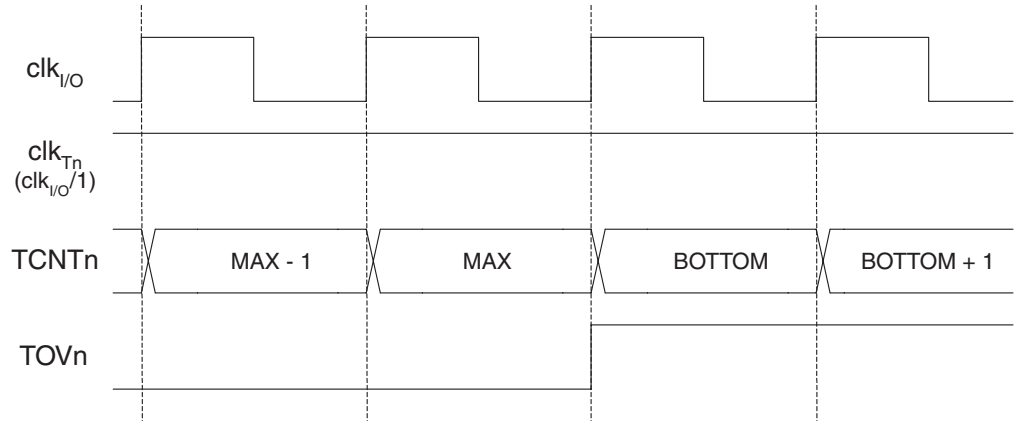 clkI/O
clkTn
(clkI/O/1)
TCNTn MAX - 1 MAX BOTTOM BOTTOM + 1
TOVn